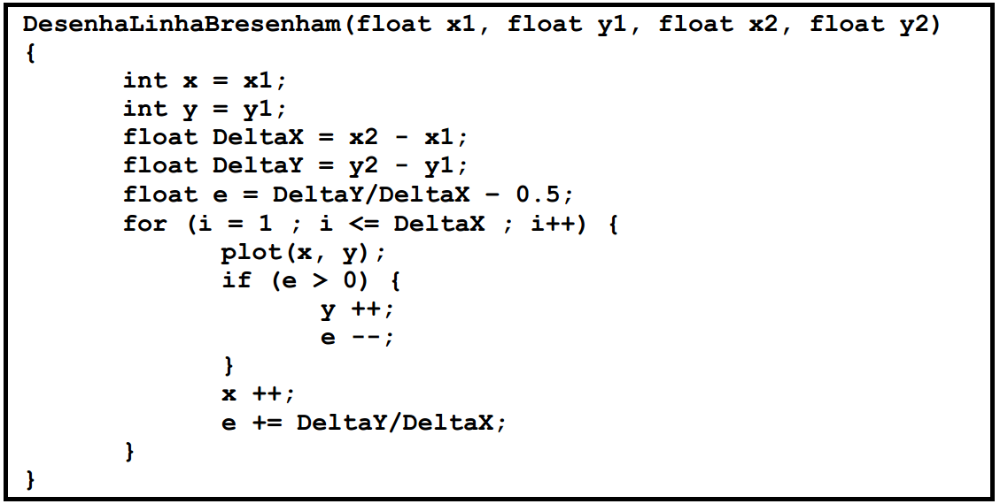 DesenhaLinhaBresenham(float x1, float y1, float x2, float y2)
{
int x = x1;
int y = y1;
float DeltaX = x2 - x1;
float DeltaY = y2 - y1;
float e = DeltaY/DeltaX – 0.5;
for (i = 1 ; i <= DeltaX ; i++) {
plot(x, y);
if (e > 0) {
y ++;
e --;
}
x ++;
e += DeltaY/DeltaX;
}
}